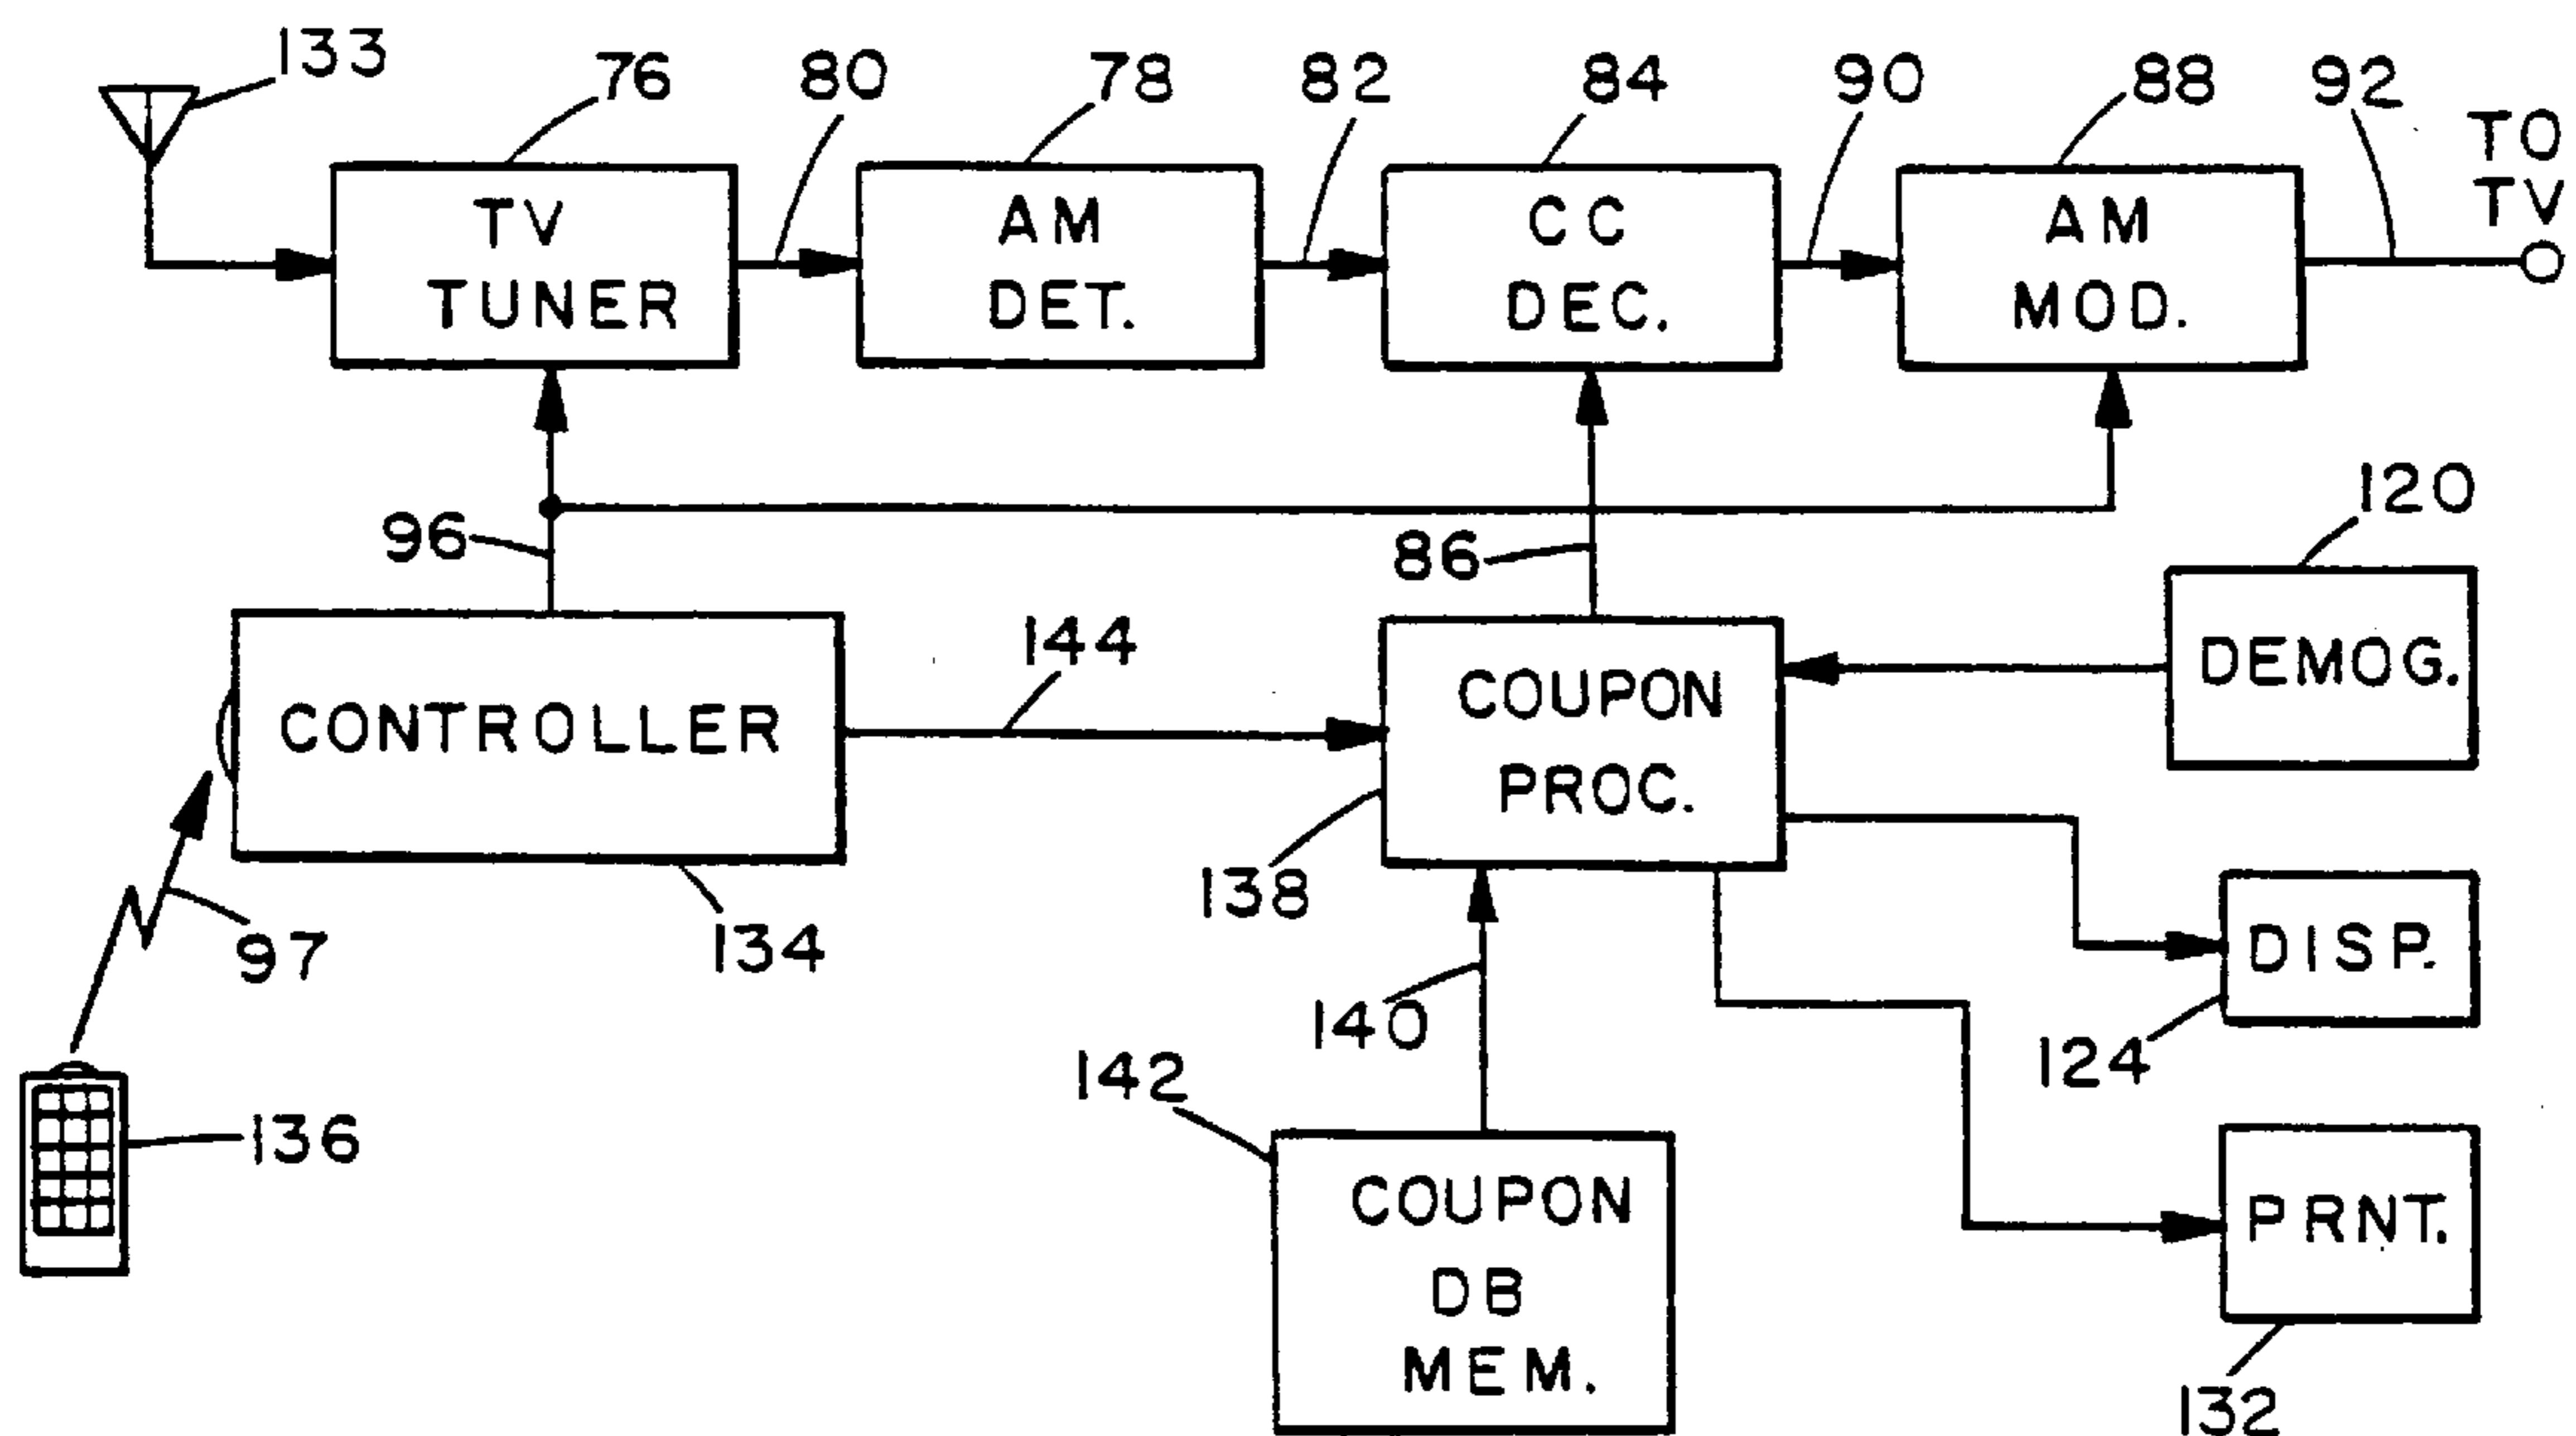 133
76
80
78
82
84
90
88
92
TO
TV
TV
TUNER
AM
DET.
CC
DEC.
AM
MOD.
96
86
120
CONTROLLER
144
COUPON
PROC.
DEMOG.
138
134
97
DISP.
124
140
142
136
COUPON
DB
MEM.
PRNT.
132